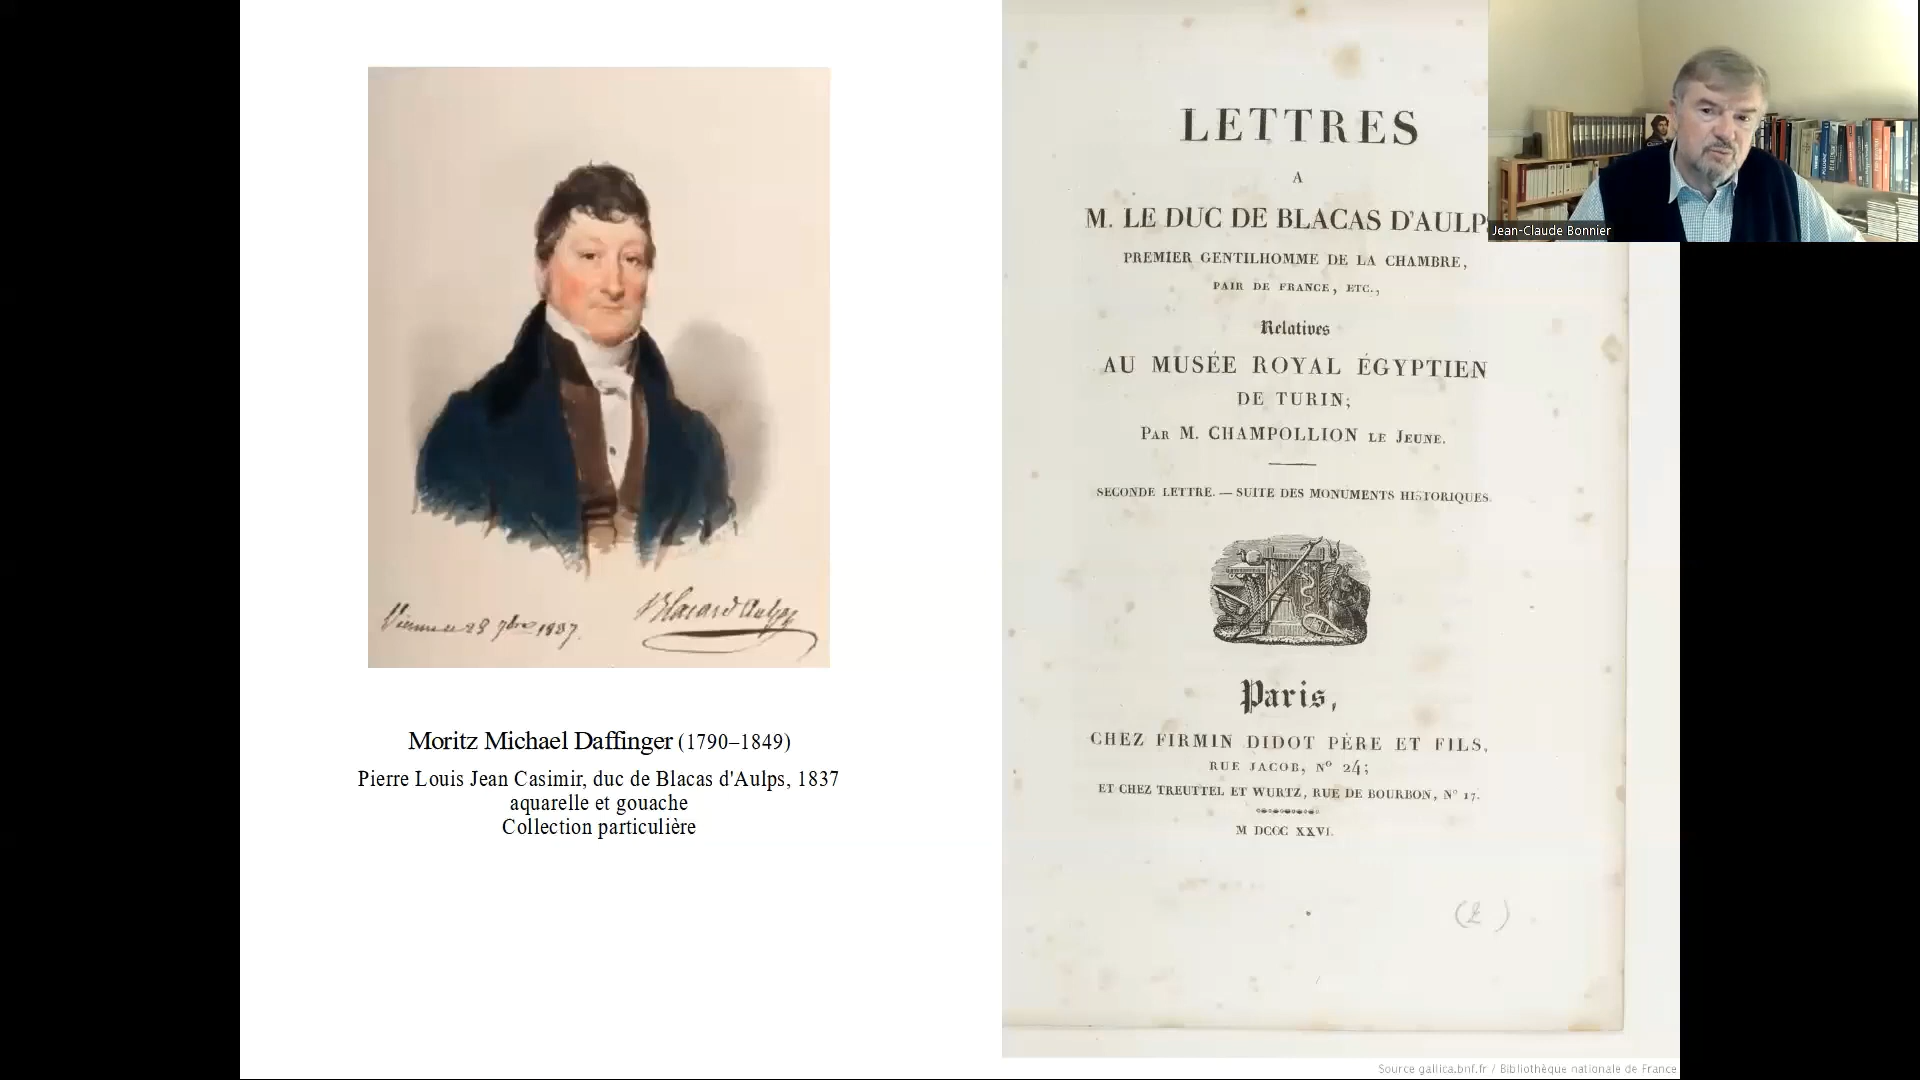 Vienne ce 28 7bre 1837.
Blacas d'Aulps
Moritz Michael Daffinger (1790–1849)
Pierre Louis Jean Casimir, duc de Blacas d'Aulps, 1837
aquarelle et gouache
Collection particulière
LETTRES
A
M. LE DUC DE BLACAS D'AULP
PREMIER GENTILHOMME DE LA CHAMBRE,
PAIR DE FRANCE, ETC.,
Relatives
AU MUSÉE ROYAL ÉGYPTIEN
DE TURIN;
PAR M. CHAMPOLLION LE JEUNE.
SECONDE LETTRE. — SUITE DES MONUMENTS HISTORIQUES.
Paris,
CHEZ FIRMIN DIDOT PÈRE ET FILS,
RUE JACOB, N° 24;
ET CHEZ TREUTTEL ET WURTZ, RUE DE BOURBON, N° 17.
M DCCC XXVI.
(2)
Jean-Claude Bonnier
Source gallica.bnf.fr / Bibliothèque nationale de France